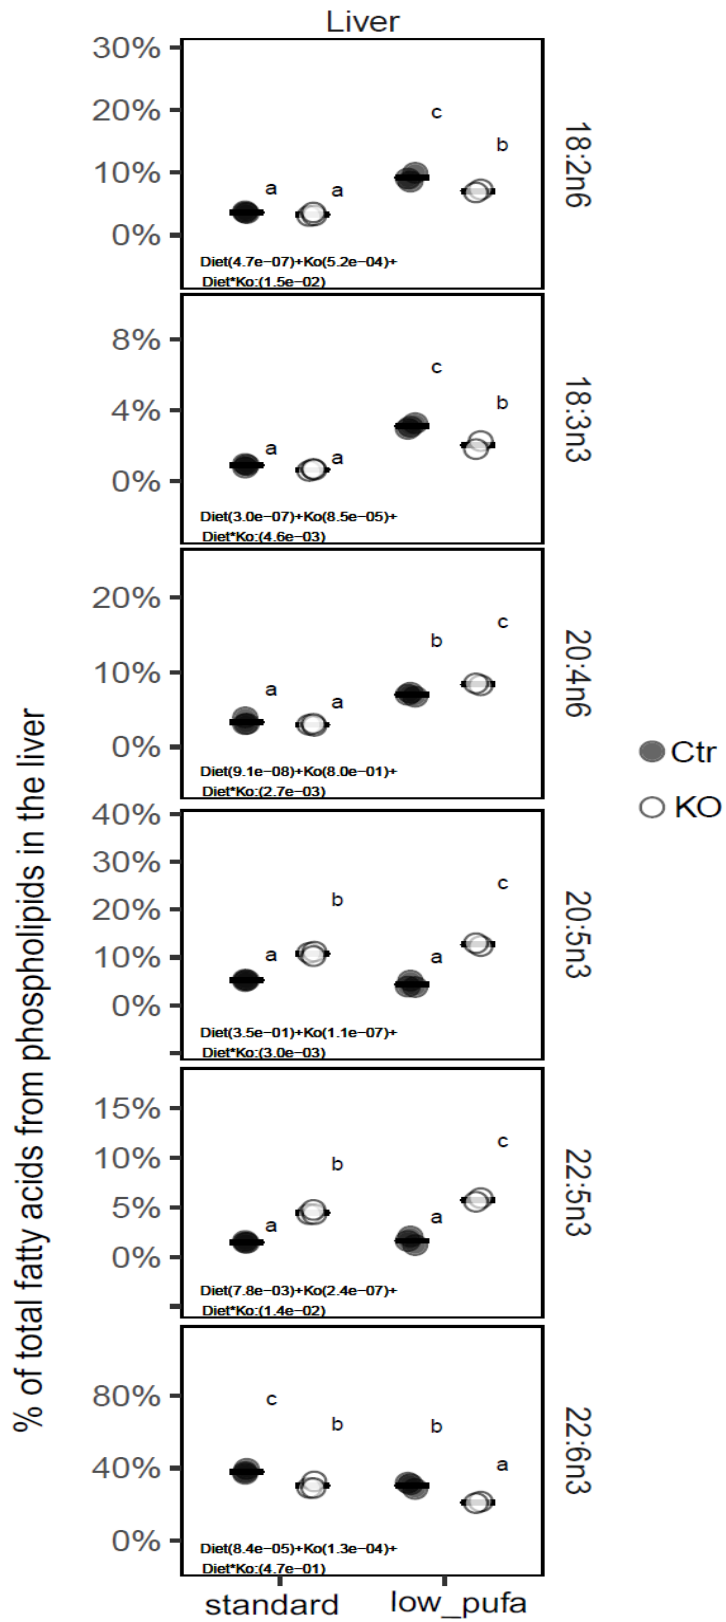 Liver
30%
20%
10%
0%
a
a
c
b
18:2n6
Diet(4.7e−07)+Ko(5.2e−04)+
Diet*Ko:(1.5e−02)
8%
4%
0%
a
a
c
b
18:3n3
Diet(3.0e−07)+Ko(8.5e−05)+
Diet*Ko:(4.6e−03)
20%
10%
0%
a
a
b
c
20:4n6
Diet(9.1e−08)+Ko(8.0e−01)+
Diet*Ko:(2.7e−03)
40%
30%
20%
10%
0%
a
b
a
c
20:5n3
Diet(3.5e−01)+Ko(1.1e−07)+
Diet*Ko:(3.0e−03)
15%
10%
5%
0%
a
b
a
c
22:5n3
Diet(7.8e−03)+Ko(2.4e−07)+
Diet*Ko:(1.4e−02)
80%
40%
0%
c
b
b
a
22:6n3
Diet(8.4e−05)+Ko(1.3e−04)+
Diet*Ko:(4.7e−01)
standard
low_pufa
% of total fatty acids from phospholipids in the liver
Ctr
KO